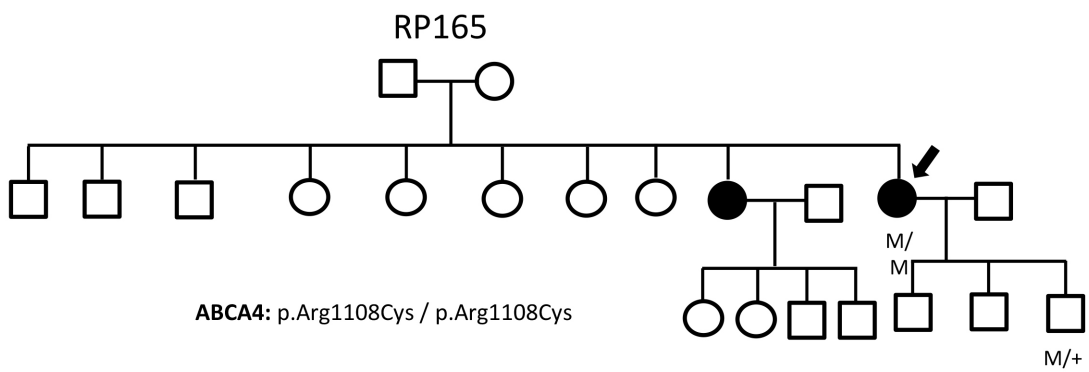 RP165
M/
M
ABCA4: p.Arg1108Cys / p.Arg1108Cys
M/+